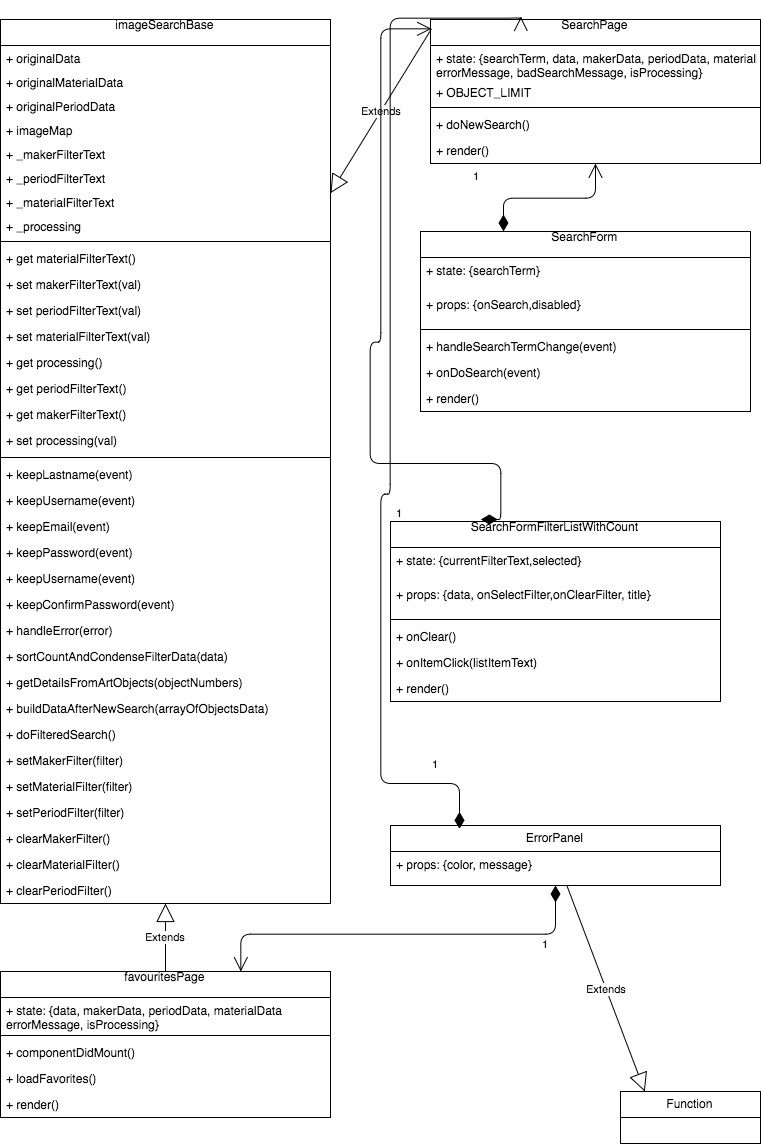 imageSearchBase
+ originalData
+ originalMaterialData
+ originalPeriodData
+ imageMap
+ _makerFilterText
+ _periodFilterText
+ _materialFilterText
+ _processing
+ get materialFilterText()
+ set makerFilterText(val)
+ set periodFilterText(val)
+ set materialFilterText(val)
+ get processing()
+ get periodFilterText()
+ get makerFilterText()
+ set processing(val)
+ keepLastname(event)
+ keepUsername(event)
+ keepEmail(event)
+ keepPassword(event)
+ keepUsername(event)
+ keepConfirmPassword(event)
+ handleError(error)
+ sortCountAndCondenseFilterData(data)
+ getDetailsFromArtObjects(objectNumbers)
+ buildDataAfterNewSearch(arrayOfObjectsData)
+ doFilteredSearch()
+ setMakerFilter(filter)
+ setMaterialFilter(filter)
+ setPeriodFilter(filter)
+ clearMakerFilter()
+ clearMaterialFilter()
+ clearPeriodFilter()
Extends
favouritesPage
+ state: {data, makerData, periodData, materialData
errorMessage, isProcessing}
+ componentDidMount()
+ loadFavorites()
+ render()
Extends
SearchPage
+ state: {searchTerm, data, makerData, periodData, material
errorMessage, badSearchMessage, isProcessing}
+ OBJECT_LIMIT
+ doNewSearch()
+ render()
1
SearchForm
+ state: {searchTerm}
+ props: {onSearch,disabled}
+ handleSearchTermChange(event)
+ onDoSearch(event)
+ render()
1
SearchFormFilterListWithCount
+ state: {currentFilterText,selected}
+ props: {data, onSelectFilter,onClearFilter, title}
+ onClear()
+ onItemClick(listItemText)
+ render()
1
ErrorPanel
+ props: {color, message}
1
Extends
Function